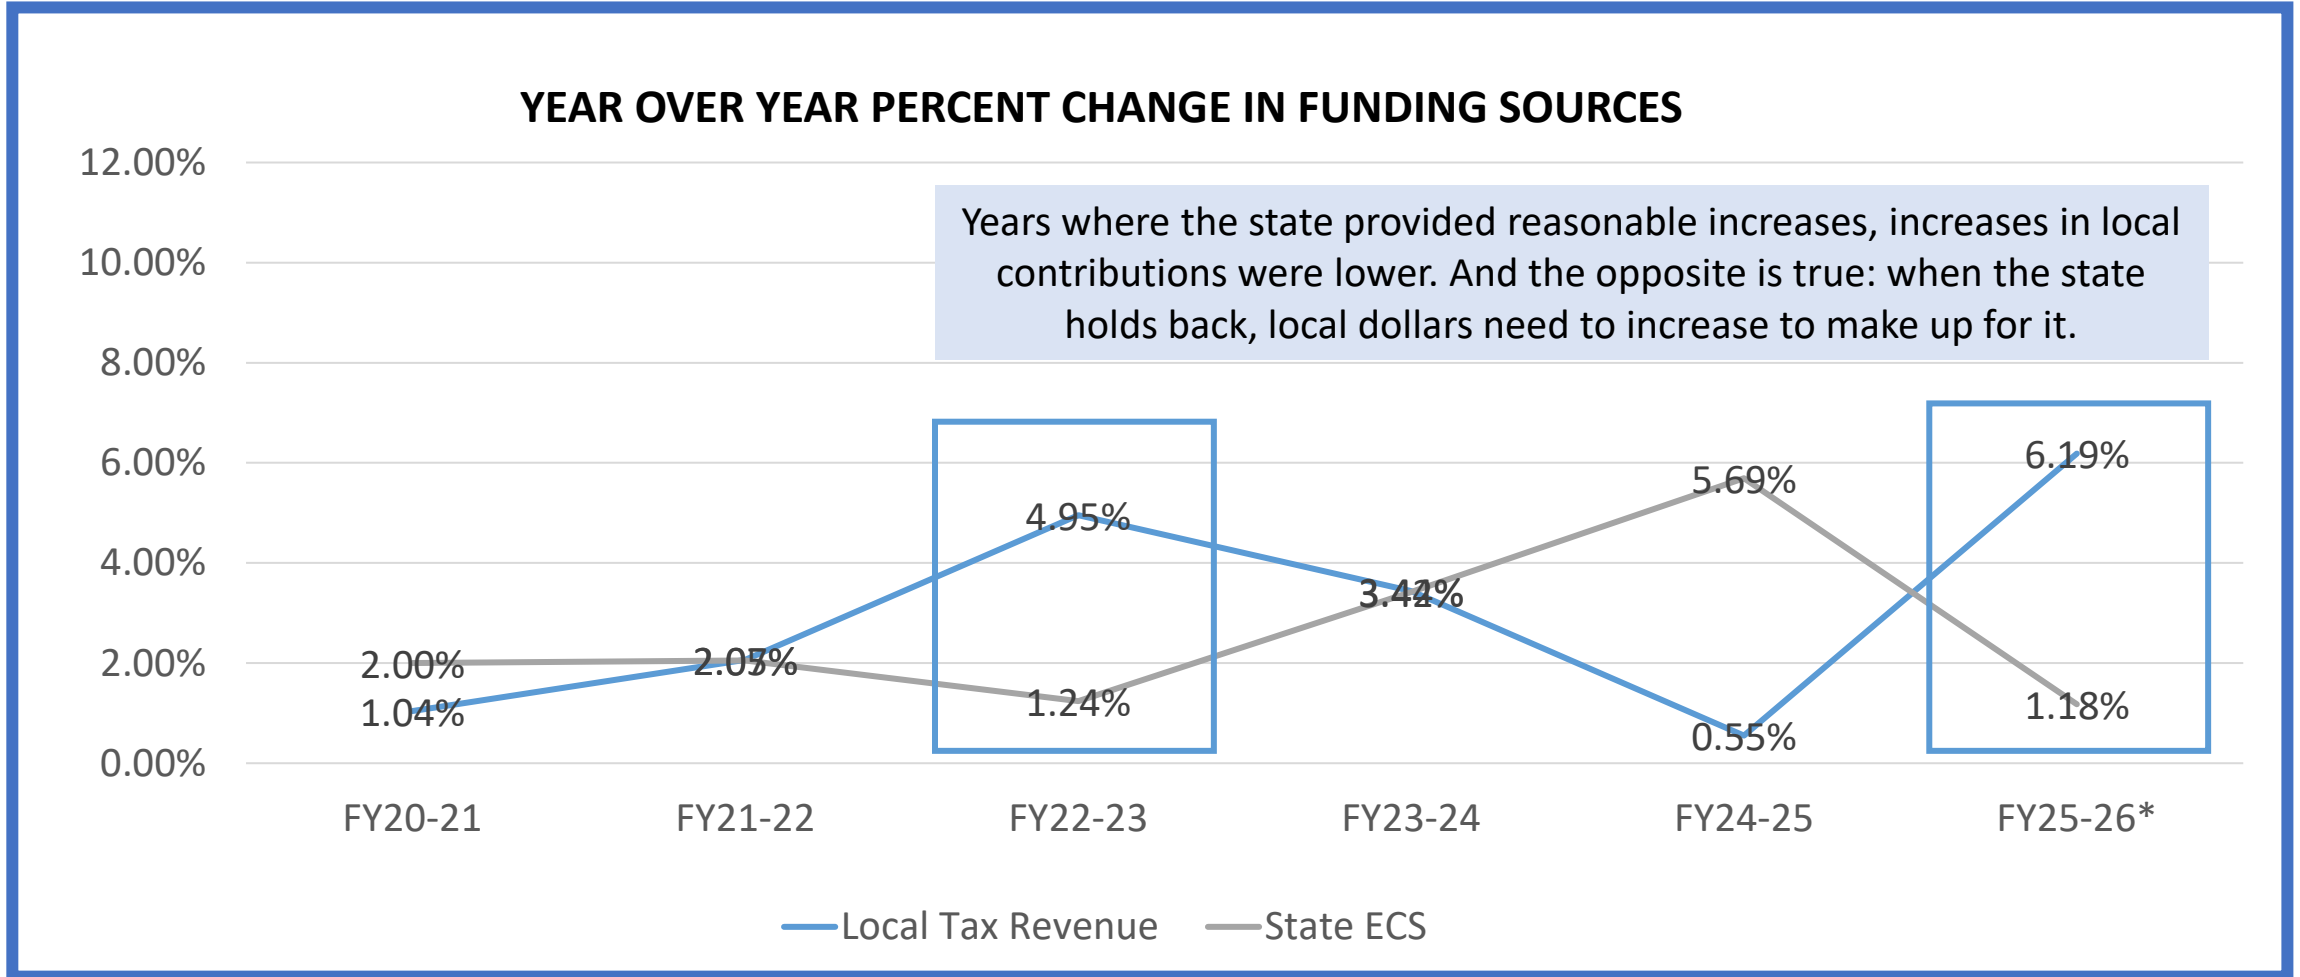 YEAR OVER YEAR PERCENT CHANGE IN FUNDING SOURCES
12.00%
10.00%
8.00%
6.00%
4.00%
2.00%
0.00%
Years where the state provided reasonable increases, increases in local
contributions were lower. And the opposite is true: when the state
holds back, local dollars need to increase to make up for it.
2.00%
1.04%
4.95%
1.24%
5.69%
0.55%
6.19%
1.18%
FY20-21
FY21-22
FY22-23
FY23-24
FY24-25
FY25-26*
Local Tax Revenue
State ECS